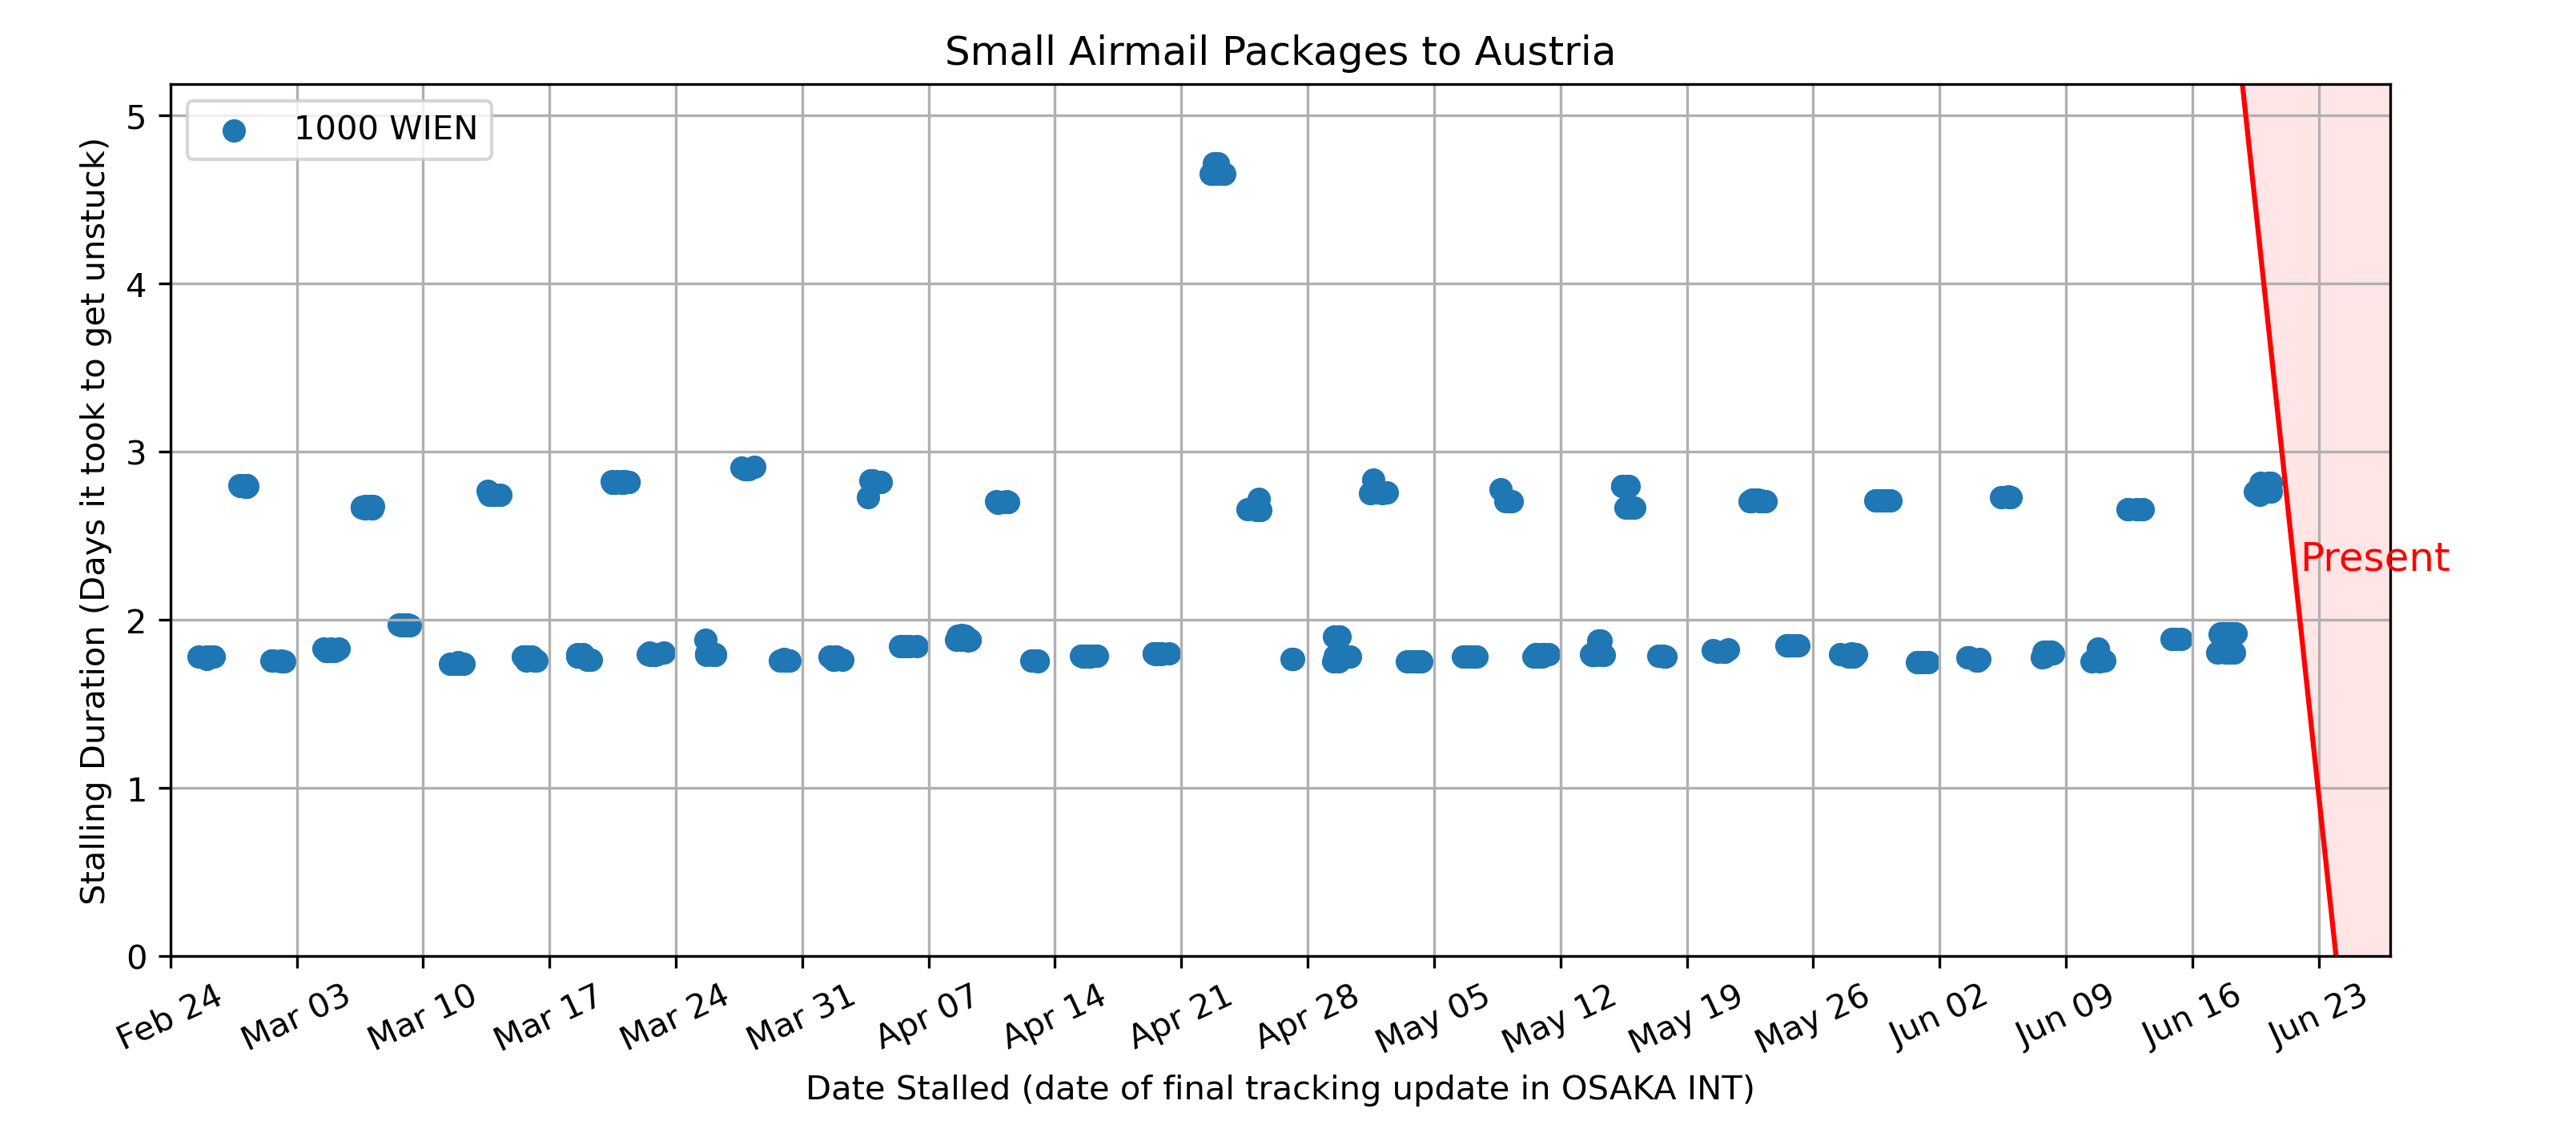 Small Airmail Packages to Austria
1000 WIEN
Stalling Duration (Days it took to get unstuck)
5
4
3
2
1
0
Present
Feb 24
Mar 03
Mar 10
Mar 17
Mar 24
Mar 31
Apr 07
Apr 14
Apr 21
Apr 28
May 05
May 12
May 19
May 26
Jun 02
Jun 09
Jun 16
Jun 23
Date Stalled (date of final tracking update in OSAKA INT)